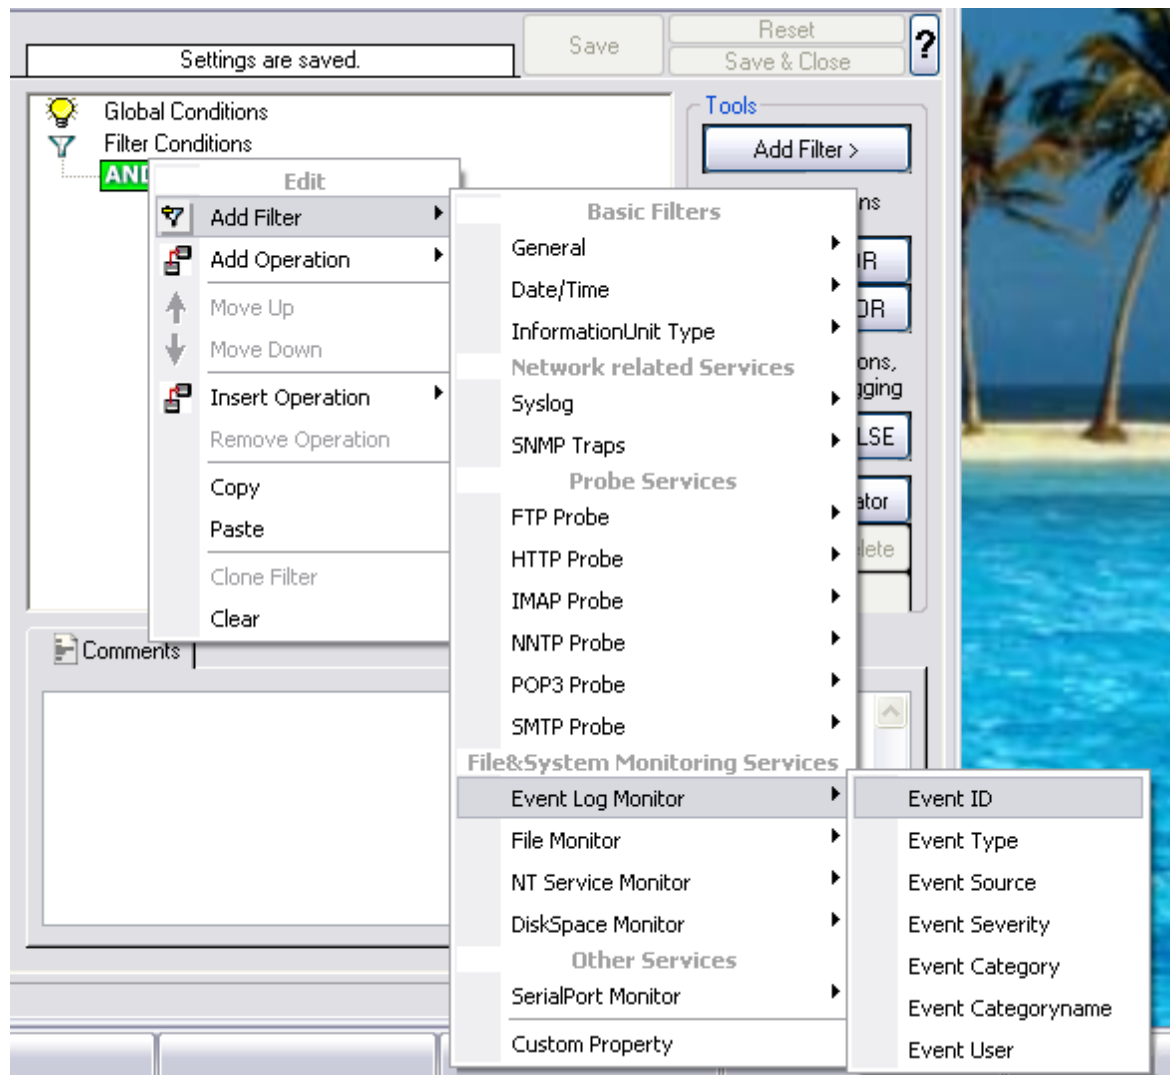 Settings are saved.
Save
Reset
Save & Close
?
Global Conditions
Filter Conditions
Tools
Add Filter >
Edit
Add Filter
Add Operation
Move Up
Move Down
Insert Operation
Remove Operation
Copy
Paste
Clone Filter
Clear
Basic Filters
General
Date/Time
InformationUnit Type
Network related Services
Syslog
SNMP Traps
Probe Services
FTP Probe
HTTP Probe
IMAP Probe
NNTP Probe
POP3 Probe
SMTP Probe
File&System Monitoring Services
Event Log Monitor
File Monitor
NT Service Monitor
DiskSpace Monitor
Other Services
SerialPort Monitor
Custom Property
Event ID
Event Type
Event Source
Event Severity
Event Category
Event Categoryname
Event User
Comments